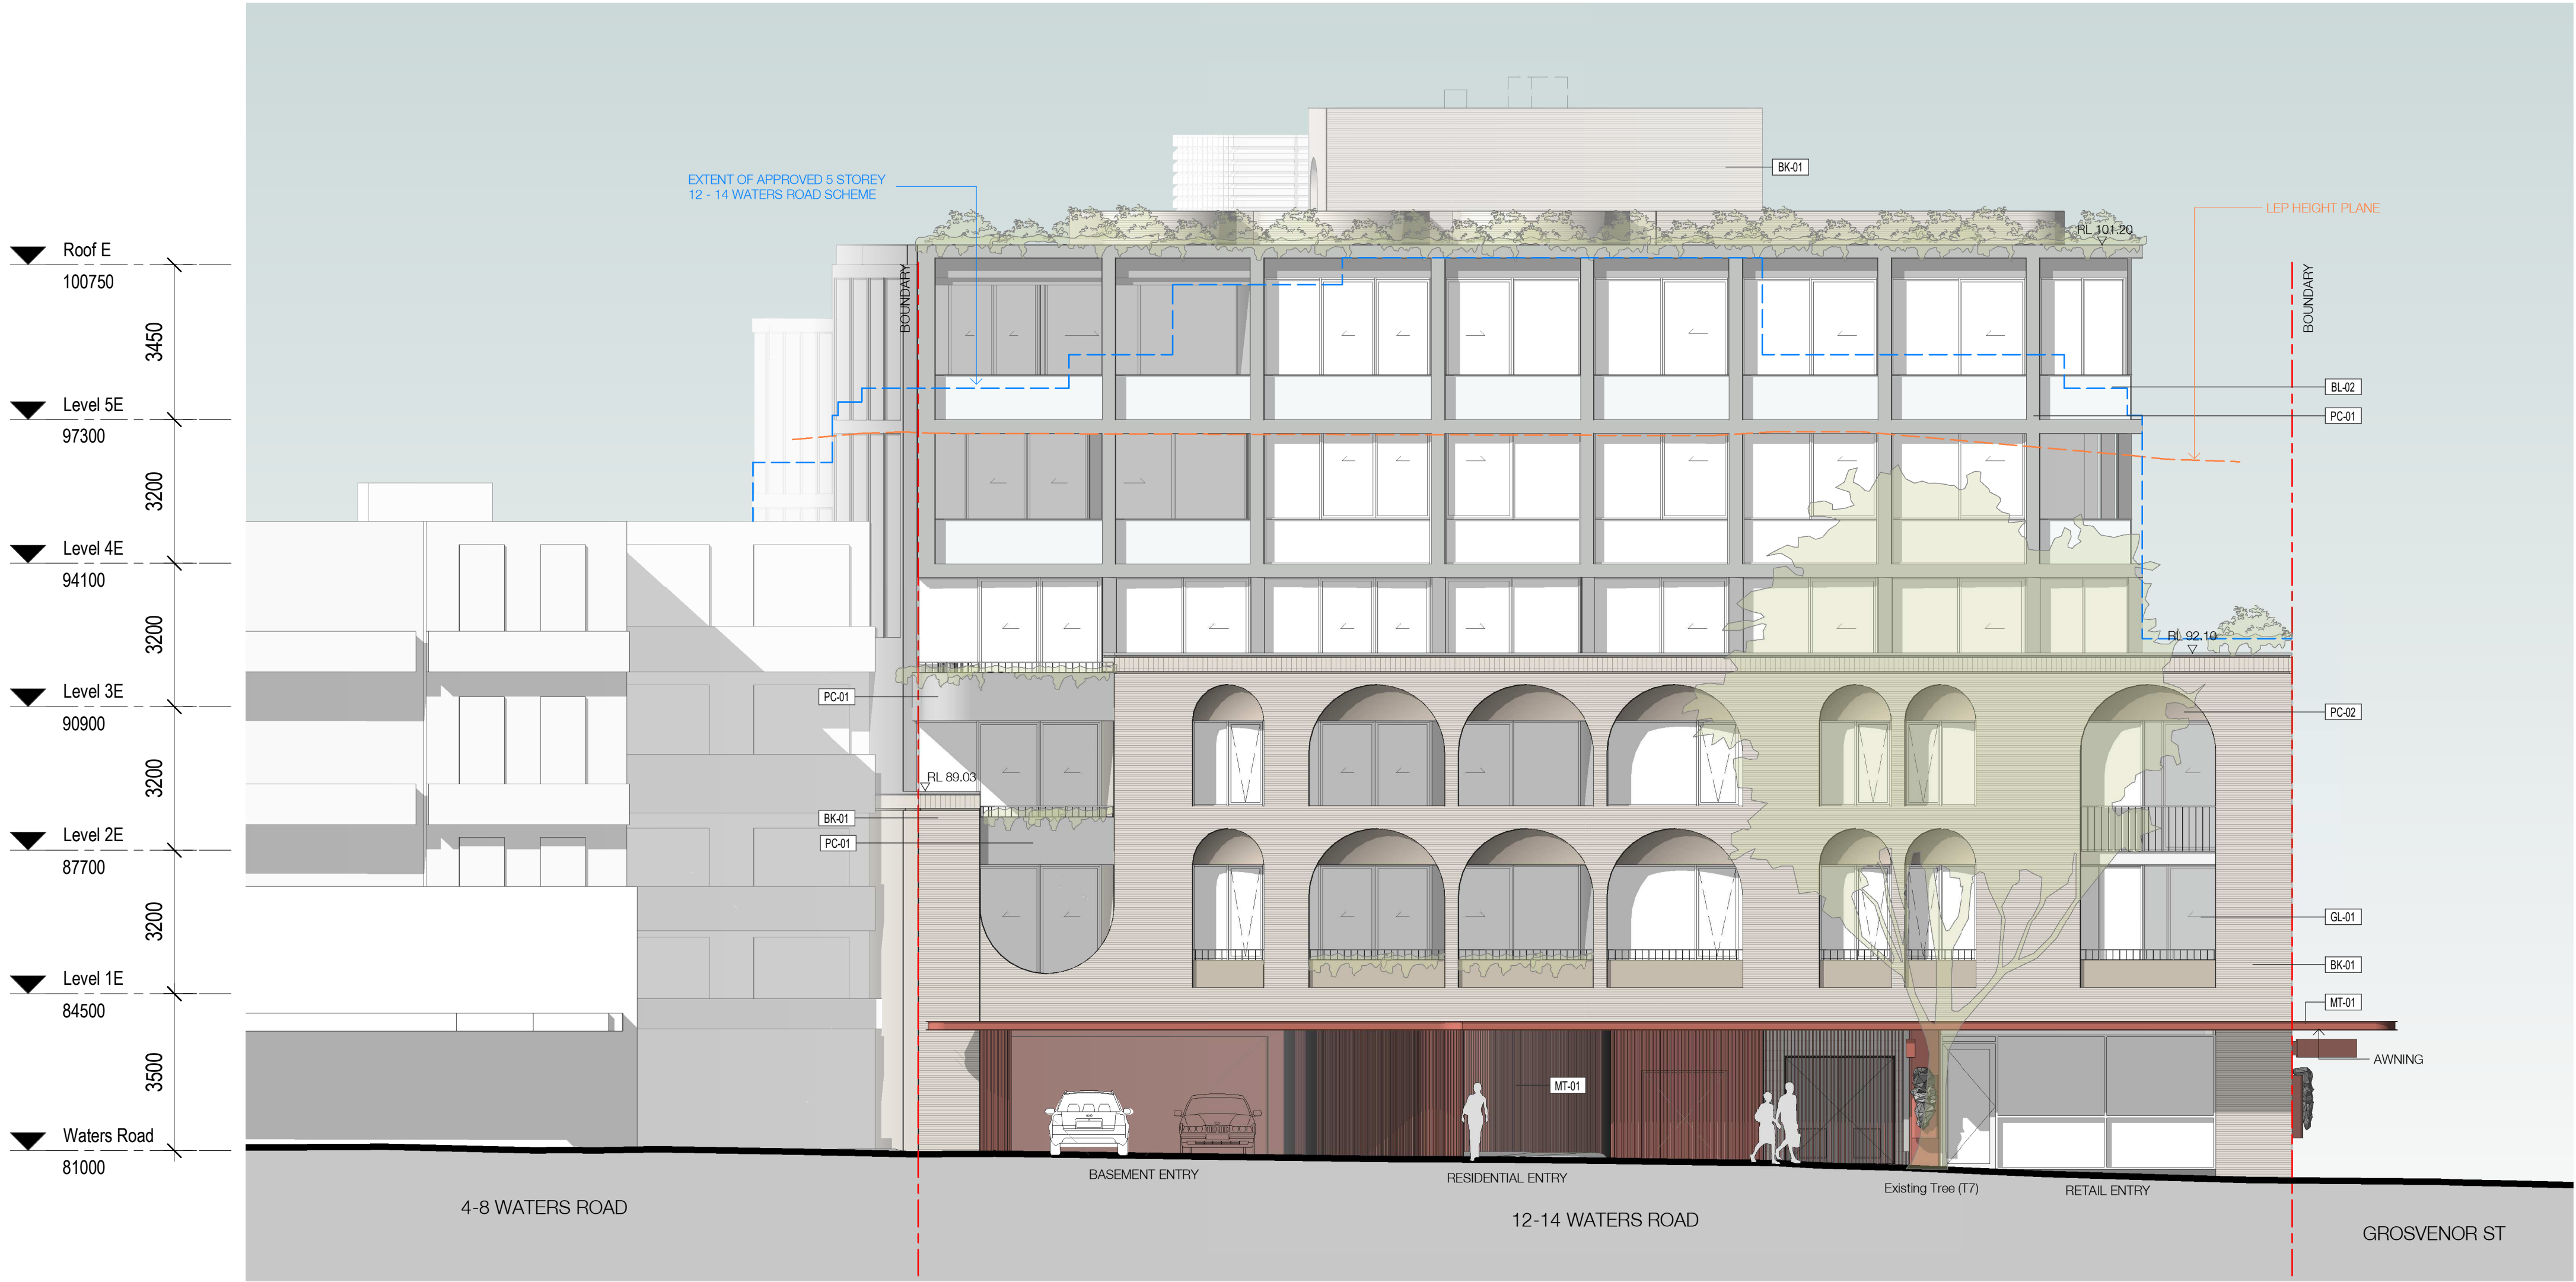 BK-01
EXTENT OF APPROVED 5 STOREY
12 - 14 WATERS ROAD SCHEME
LEP HEIGHT PLANE
RL 101.20
Roof E
100750
BOUNDARY
BOUNDARY
3450
BL-02
Level 5E
97300
PC-01
3200
Level 4E
94100
3200
RL 92.10
Level 3E
90900
PC-01
PC-02
3200
RL 89.03
BK-01
Level 2E
87700
PC-01
3200
GL-01
BK-01
Level 1E
84500
MT-01
3500
AWNING
MT-01
Waters Road
81000
BASEMENT ENTRY
RESIDENTIAL ENTRY
Existing Tree (T7)
RETAIL ENTRY
4-8 WATERS ROAD
12-14 WATERS ROAD
GROSVENOR ST